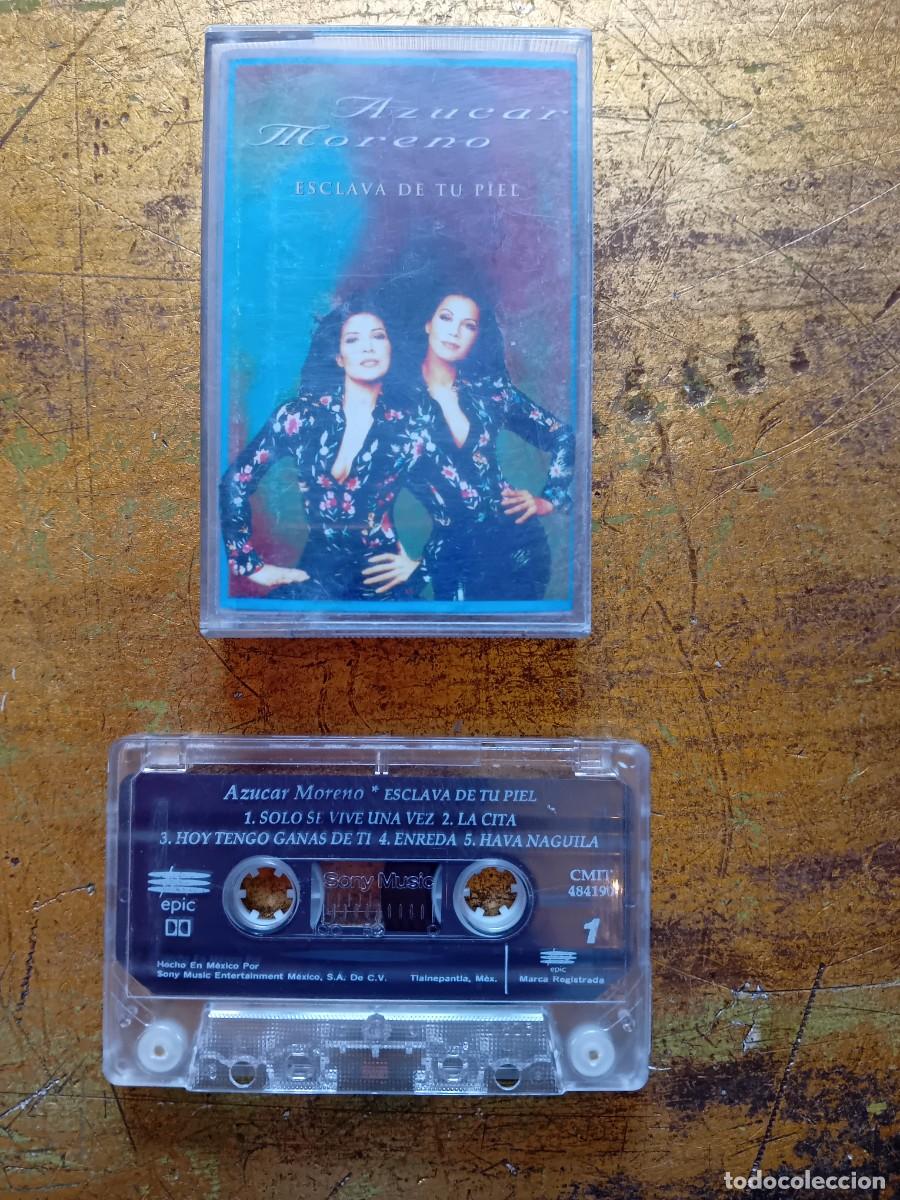 Azucar
Moreno
ESCLAVA DE TU PIEL
Azucar Moreno * ESCLAVA DE TU PIEL
1. SOLO SE VIVE UNA VEZ 2. LA CITA
3. HOY TENGO GANAS DE TI 4. ENREDA 5. HAVA NAGUILA
Sony Music
CMIT
epic
1
Hecho En México Por
Sony Music Entertainment México, S.A. De C.V. Tlalnepantla, Méx.
epic
Marca Registrada
todocoleccion